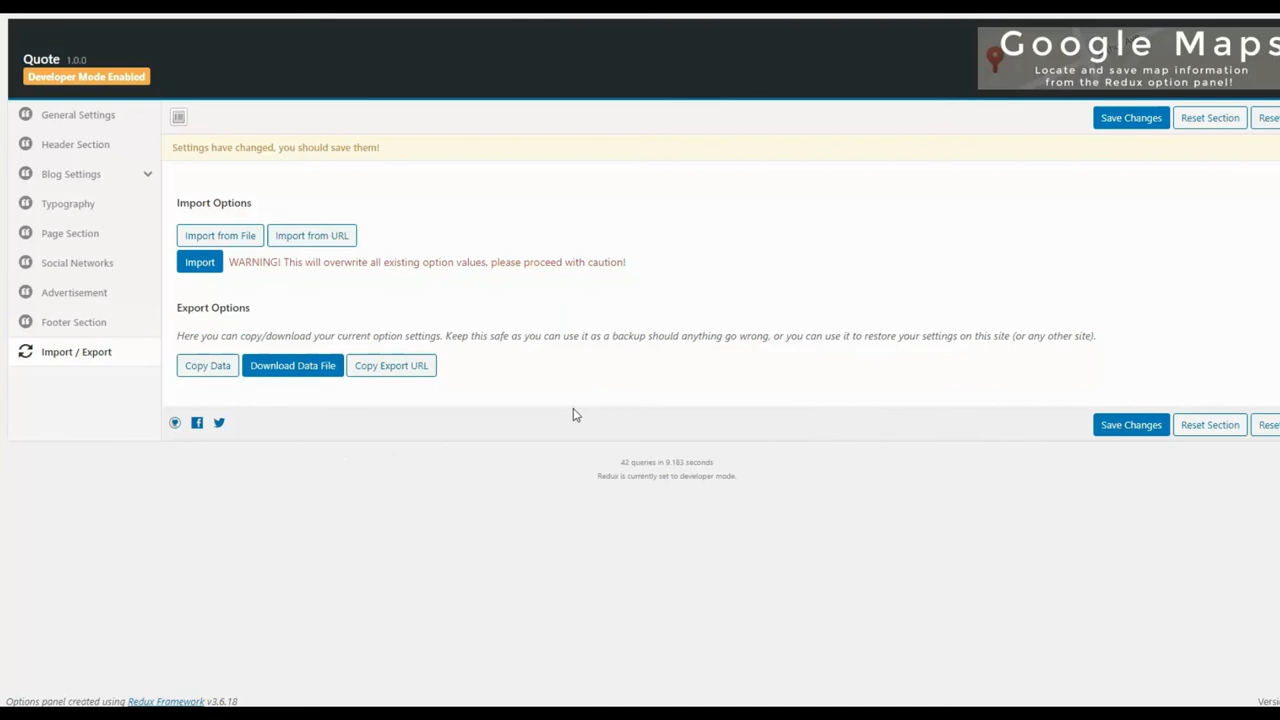 Quote 1.0.0
Developer Mode Enabled
Google Maps
Locate and save map information
from the Redux option panel!
General Settings
Header Section
Blog Settings
Typography
Page Section
Social Networks
Advertisement
Footer Section
Import / Export
Save Changes
Reset Section
Settings have changed, you should save them!
Import Options
Import from File
Import from URL
Import
WARNING! This will overwrite all existing option values, please proceed with caution!
Export Options
Here you can copy/download your current option settings. Keep this safe as you can use it as a backup should anything go wrong, or you can use it to restore your settings on this site (or any other site).
Copy Data
Download Data File
Copy Export URL
Save Changes
Reset Section
42 queries in 9.183 seconds
Redux is currently set to developer mode.
Options panel created using Redux Framework v3.6.18